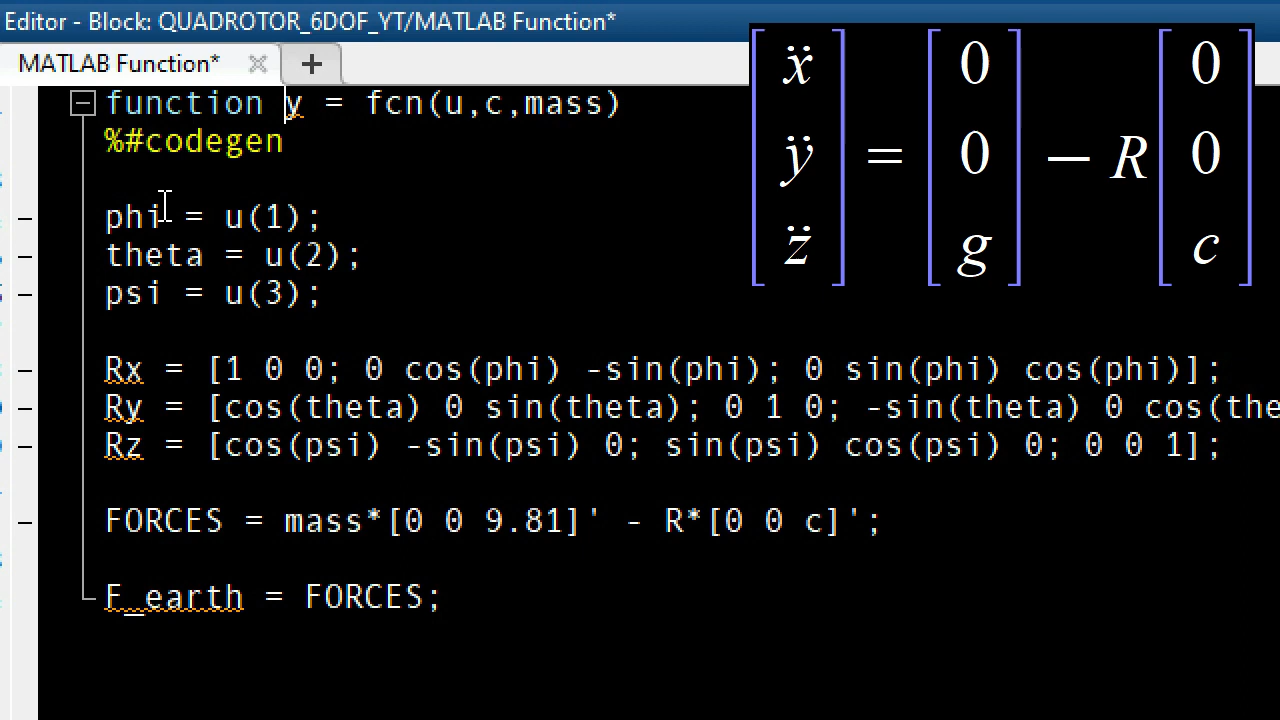 Editor - Block: QUADROTOR_6DOF_YT/MATLAB Function*
MATLAB Function* × +
function y = fcn(u,c,mass)
%#codegen
phi = u(1);
theta = u(2);
psi = u(3);
Rx = [1 0 0; 0 cos(phi) -sin(phi); 0 sin(phi) cos(phi)];
Ry = [cos(theta) 0 sin(theta); 0 1 0; -sin(theta) 0 cos(the
Rz = [cos(psi) -sin(psi) 0; sin(psi) cos(psi) 0; 0 0 1];
FORCES = mass*[0 0 9.81]' - R*[0 0 c]';
F_earth = FORCES;
ẍ 0 0
ÿ = 0 − R 0
z̈ g c